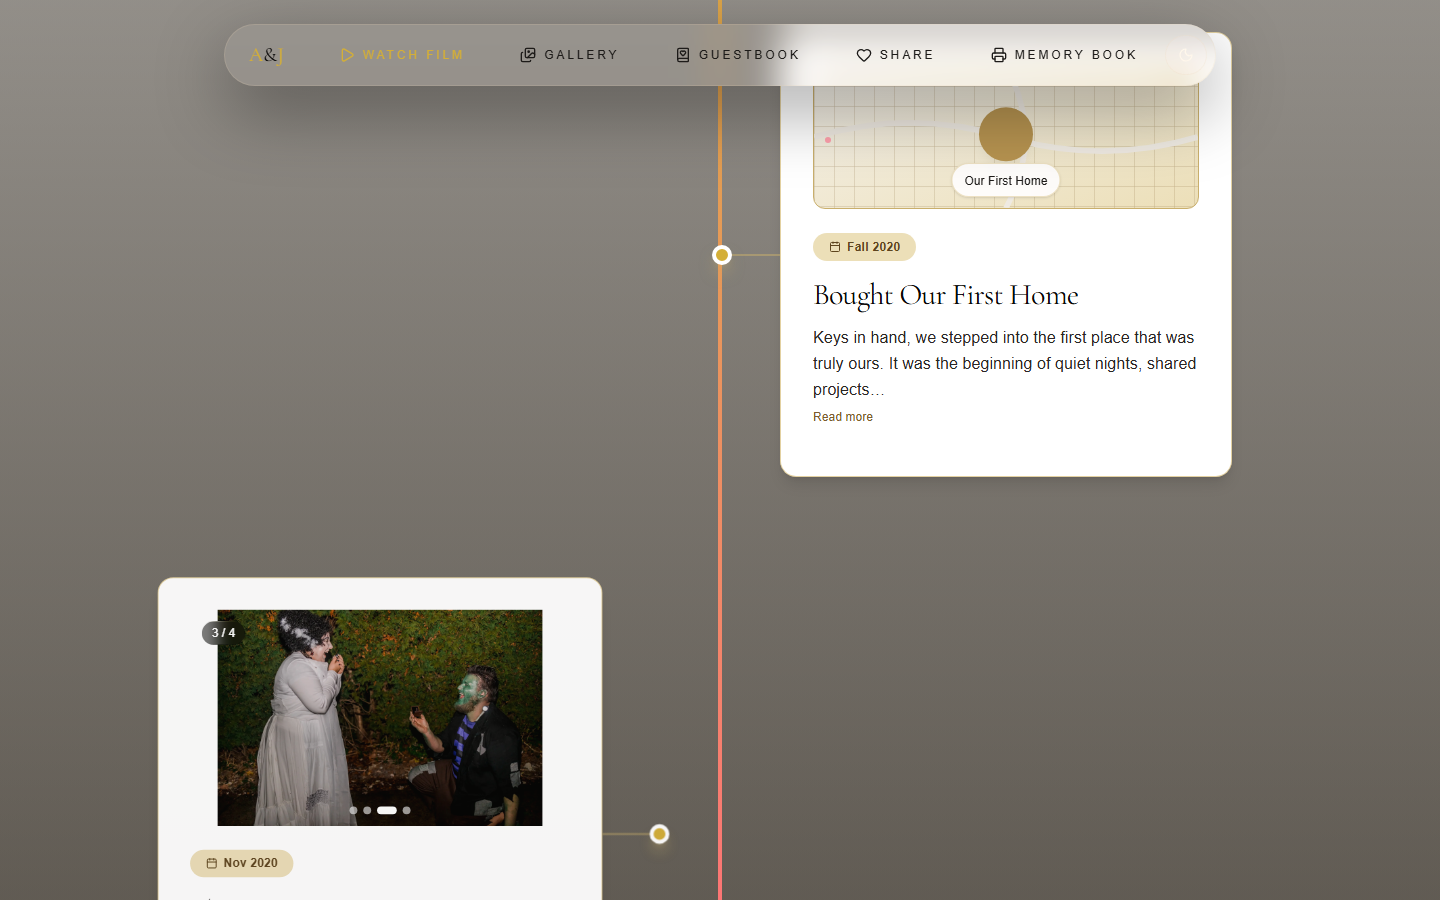 A&J
WATCH FILM
GALLERY
GUESTBOOK
SHARE
MEMORY BOOK
Our First Home
Fall 2020
Bought Our First Home
Keys in hand, we stepped into the first place that was
truly ours. It was the beginning of quiet nights, shared
projects…
Read more
3 / 4
Nov 2020